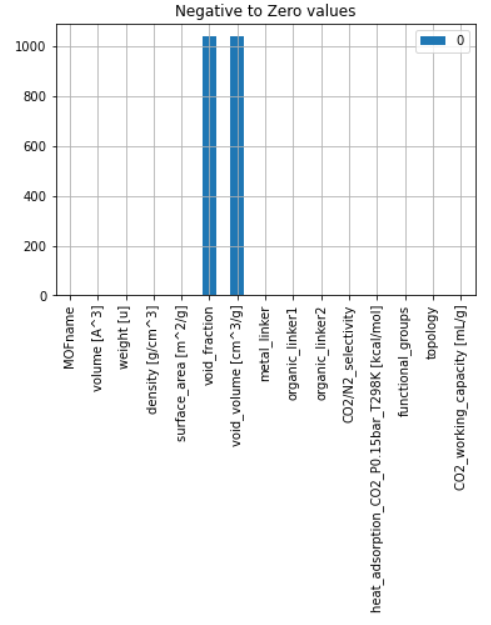 Negative to Zero values
0
1000
800
600
400
200
0
MOFname
volume [A^3]
weight [u]
density [g/cm^3]
surface_area [m^2/g]
void_fraction
void_volume [cm^3/g]
metal_linker
organic_linker1
organic_linker2
CO2/N2_selectivity
heat_adsorption_CO2_P0.15bar_T298K [kcal/mol]
functional_groups
topology
CO2_working_capacity [mL/g]